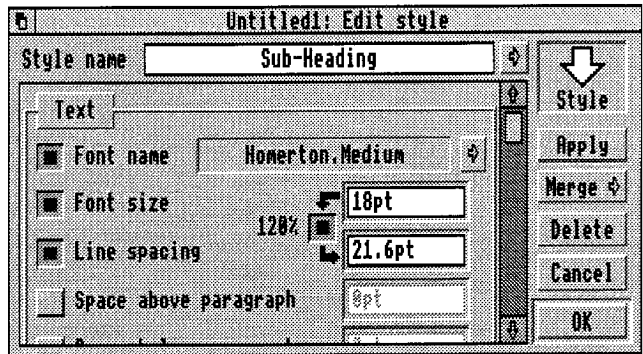 Untitled1: Edit style
Style name Sub-Heading
Style
Text
Font name Homerton.Medium
Apply
Merge
Font size 18pt
120%
Delete
Line spacing 21.6pt
Cancel
Space above paragraph 0pt
OK